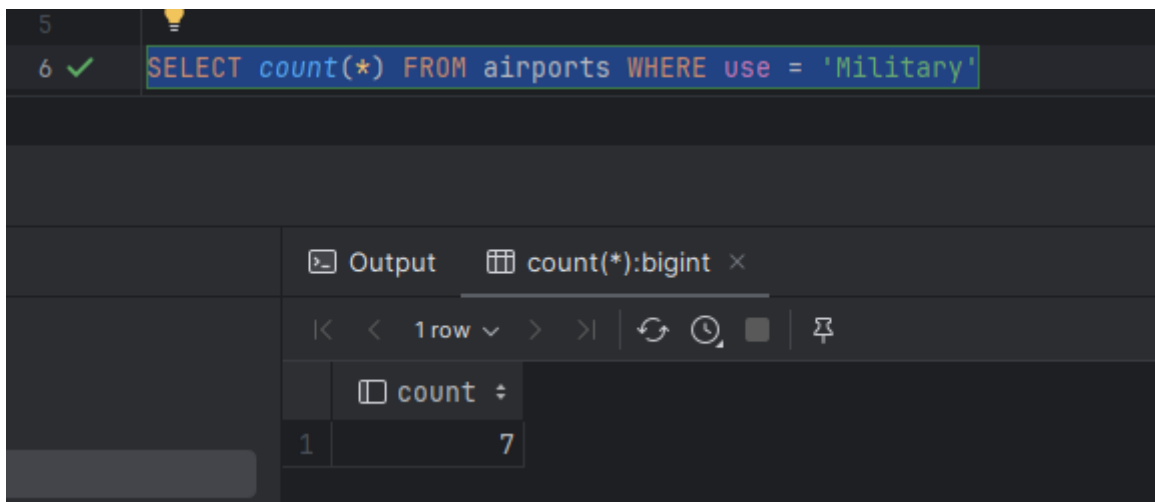 5
6 SELECT count(*) FROM airports WHERE use = 'Military'
Output count(*):bigint ×
1 row
count
1 7